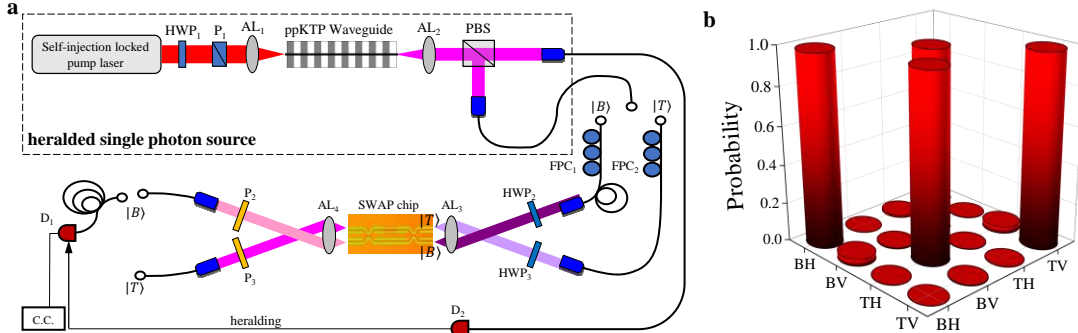 a
HWP₁ P₁ AL₁ ppKTP Waveguide AL₂ PBS
Self-injection locked
pump laser
heralded single photon source
|B⟩ |T⟩
FPC₁ FPC₂
D₁ |B⟩ P₂ AL₄ SWAP chip |T⟩ AL₃ HWP₂
|B⟩
|T⟩ P₃ HWP₃
C.C. heralding D₂
b
Probability
1.0
0.8
0.6
0.4
0.2
0.0
BH BV TH TV
BH BV TH TV